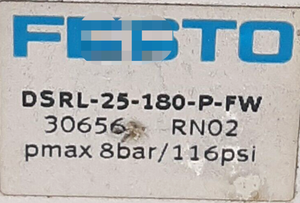 FESTO
DSRL-25-180-P-FW
30656 RN02
pmax 8bar/116psi